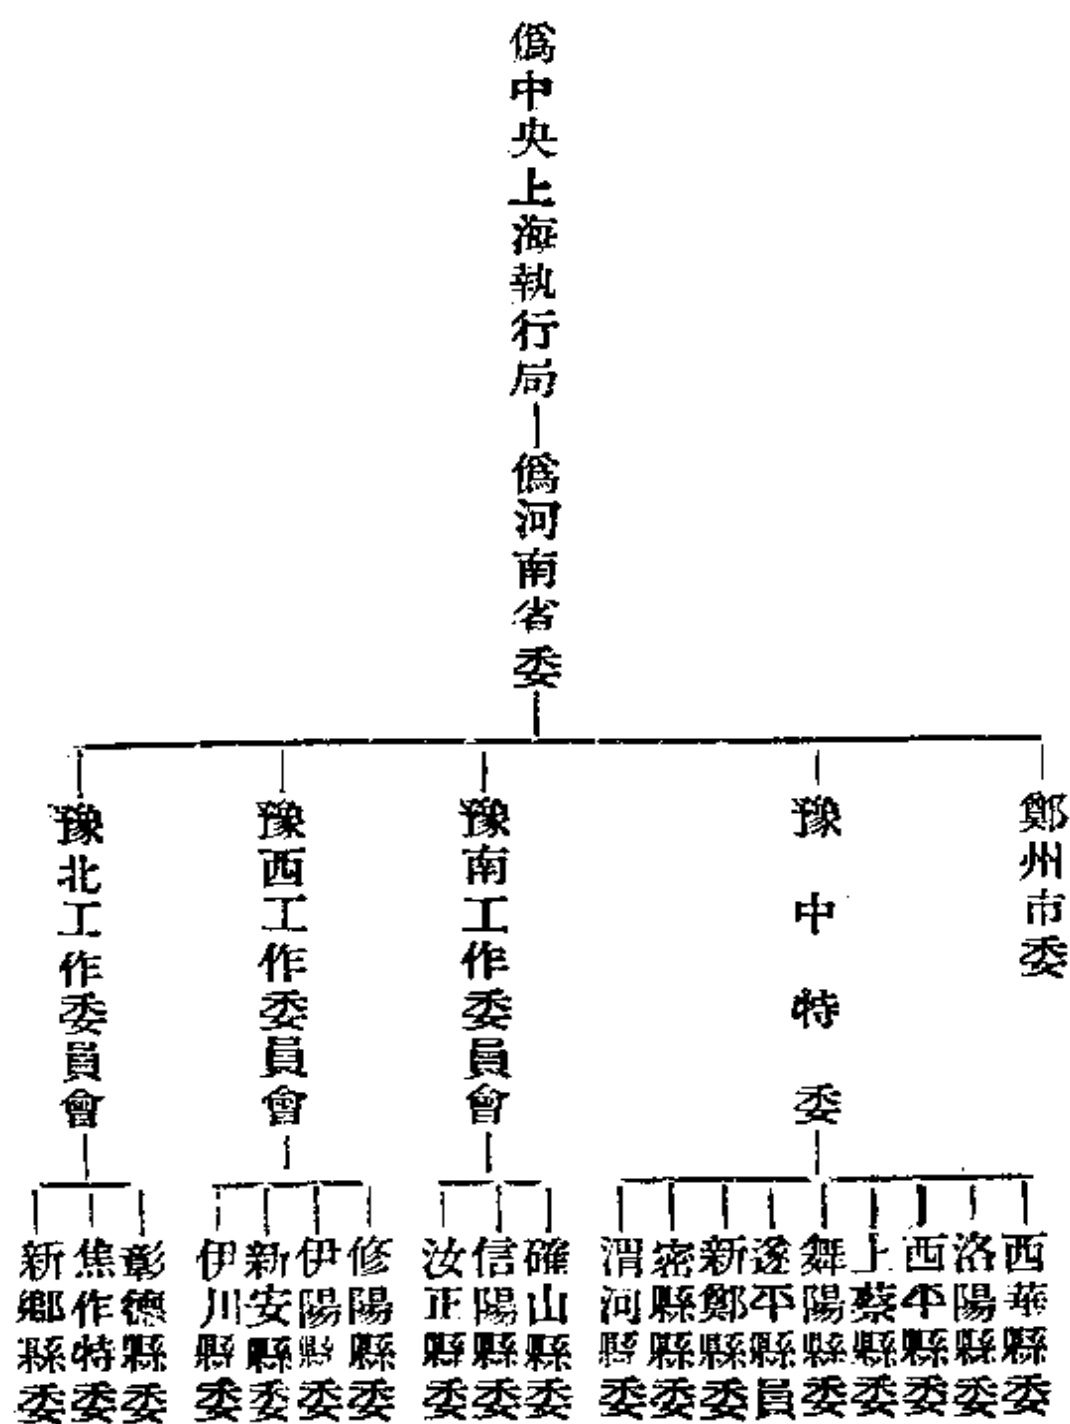 僞中央上海執行局
僞河南省委
鄭州市委
豫中特委
豫南工作委員會
豫西工作委員會
豫北工作委員會
西華縣委
洛陽縣委
西平縣委
上蔡縣委
舞陽縣委
遂平縣員
新鄭縣委
密縣縣委
渭河縣委
確山縣委
信陽縣委
汝正縣委
修陽縣委
伊陽縣委
新安縣委
伊川縣委
彰德縣委
焦作特委
新鄉縣委